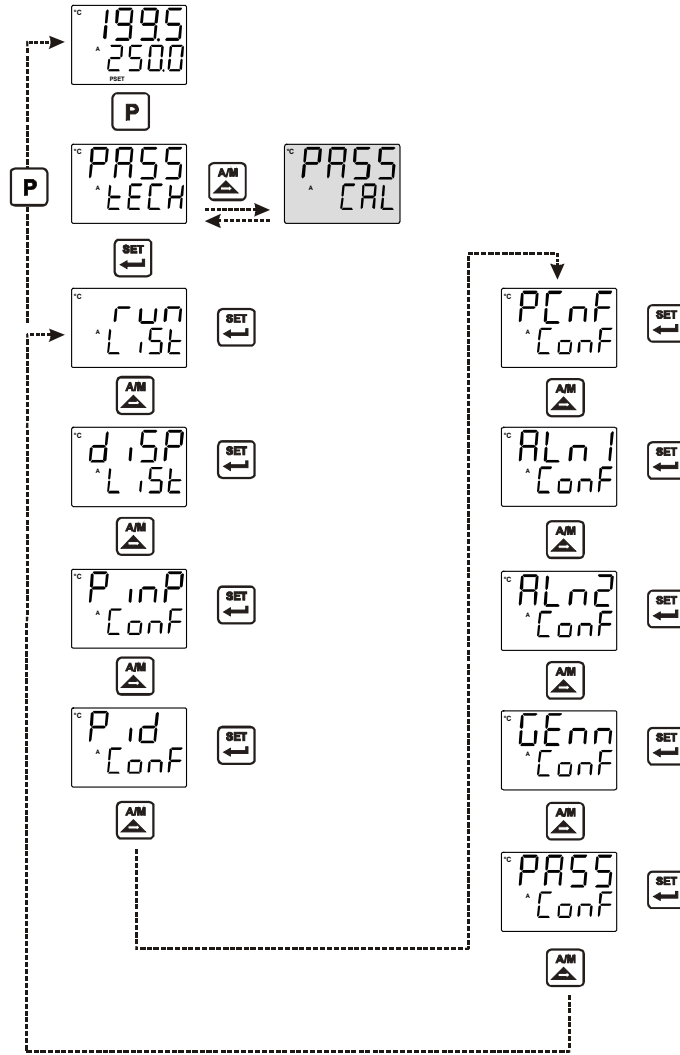 °C 199.5
A 250.0
PSET
P
P
°C PASS
A tECH
A/M
°C PASS
A CAL
SET
°C run
A LiSt
SET
A/M
°C diSP
A LiSt
SET
A/M
°C PinP
A ConF
SET
A/M
°C Pid
A ConF
SET
A/M
°C PCnF
A ConF
SET
A/M
°C ALn1
A ConF
SET
A/M
°C ALn2
A ConF
SET
A/M
°C GEnn
A ConF
SET
A/M
°C PASS
A ConF
SET
A/M